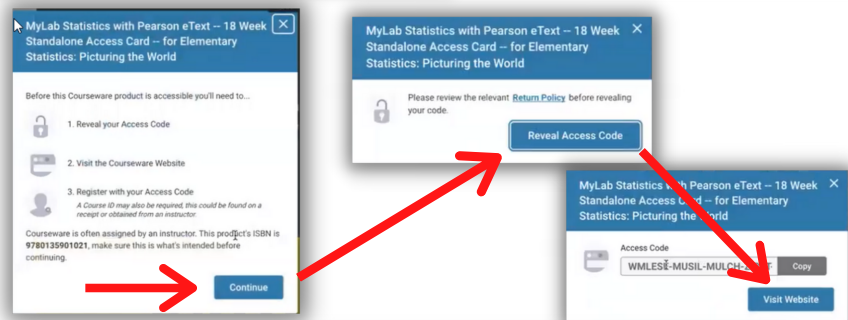 MyLab Statistics with Pearson eText -- 18 Week
Standalone Access Card -- for Elementary
Statistics: Picturing the World
Before this Courseware product is accessible you'll need to...
1. Reveal your Access Code
2. Visit the Courseware Website
3. Register with your Access Code
A Course ID may also be required, this could be found on a
receipt or obtained from an instructor.
Courseware is often assigned by an instructor. This product's ISBN is
9780135901021, make sure this is what's intended before
continuing.
Continue
MyLab Statistics with Pearson eText -- 18 Week
Standalone Access Card -- for Elementary
Statistics: Picturing the World
Please review the relevant Return Policy before revealing
your code.
Reveal Access Code
MyLab Statistics with Pearson eText -- 18 Week
Standalone Access Card -- for Elementary
Statistics: Picturing the World
Access Code
MUSIL-MULCH-
Copy
Visit Website